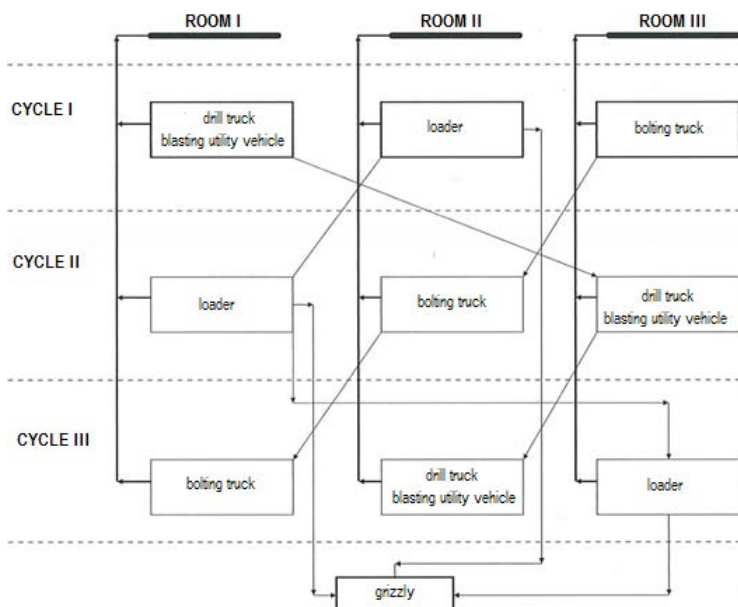 ROOM I
ROOM II
ROOM III
CYCLE I
drill truck
blasting utility vehicle
loader
bolting truck
CYCLE II
loader
bolting truck
drill truck
blasting utility vehicle
CYCLE III
bolting truck
drill truck
blasting utility vehicle
loader
grizzly